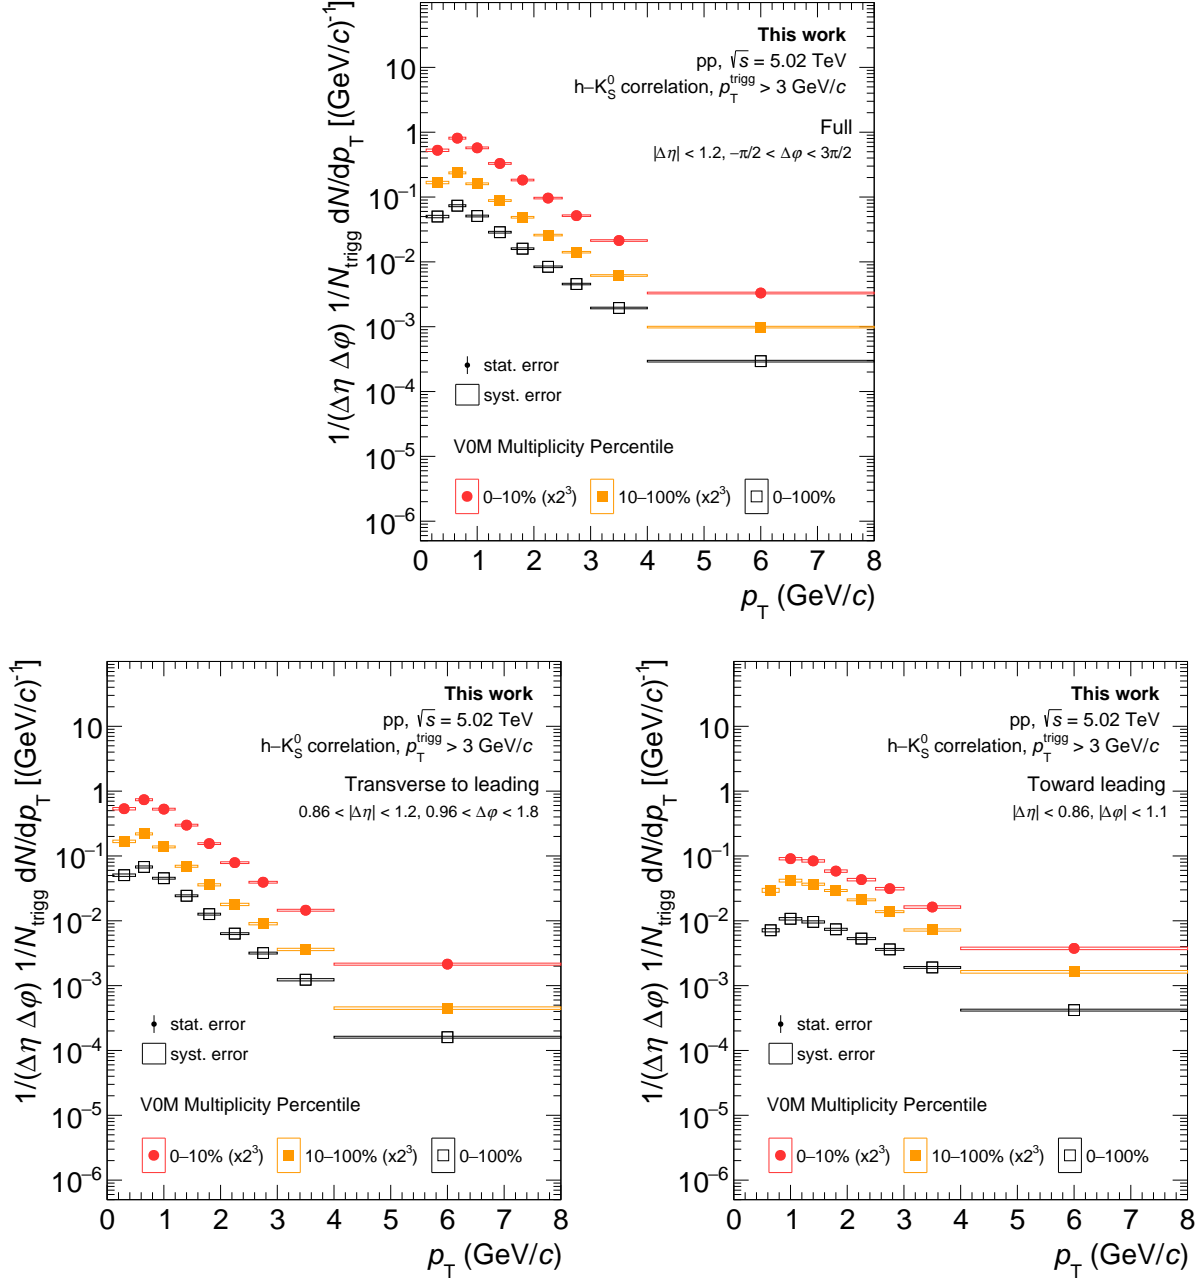 This work
pp, √s = 5.02 TeV
h–K⁰_S correlation, p_T^trigg > 3 GeV/c
Full
|Δη| < 1.2, −π/2 < Δφ < 3π/2
1/(Δη Δφ) 1/N_trigg dN/dp_T [(GeV/c)⁻¹]
10
1
10⁻¹
10⁻²
10⁻³
10⁻⁴
10⁻⁵
10⁻⁶
stat. error
syst. error
V0M Multiplicity Percentile
0–10% (x2³) 10–100% (x2³) 0–100%
0 1 2 3 4 5 6 7 8
p_T (GeV/c)
This work
pp, √s = 5.02 TeV
h–K⁰_S correlation, p_T^trigg > 3 GeV/c
Transverse to leading
0.86 < |Δη| < 1.2, 0.96 < Δφ < 1.8
1/(Δη Δφ) 1/N_trigg dN/dp_T [(GeV/c)⁻¹]
10
1
10⁻¹
10⁻²
10⁻³
10⁻⁴
10⁻⁵
10⁻⁶
stat. error
syst. error
V0M Multiplicity Percentile
0–10% (x2³) 10–100% (x2³) 0–100%
0 1 2 3 4 5 6 7 8
p_T (GeV/c)
This work
pp, √s = 5.02 TeV
h–K⁰_S correlation, p_T^trigg > 3 GeV/c
Toward leading
|Δη| < 0.86, |Δφ| < 1.1
1/(Δη Δφ) 1/N_trigg dN/dp_T [(GeV/c)⁻¹]
10
1
10⁻¹
10⁻²
10⁻³
10⁻⁴
10⁻⁵
10⁻⁶
stat. error
syst. error
V0M Multiplicity Percentile
0–10% (x2³) 10–100% (x2³) 0–100%
0 1 2 3 4 5 6 7 8
p_T (GeV/c)